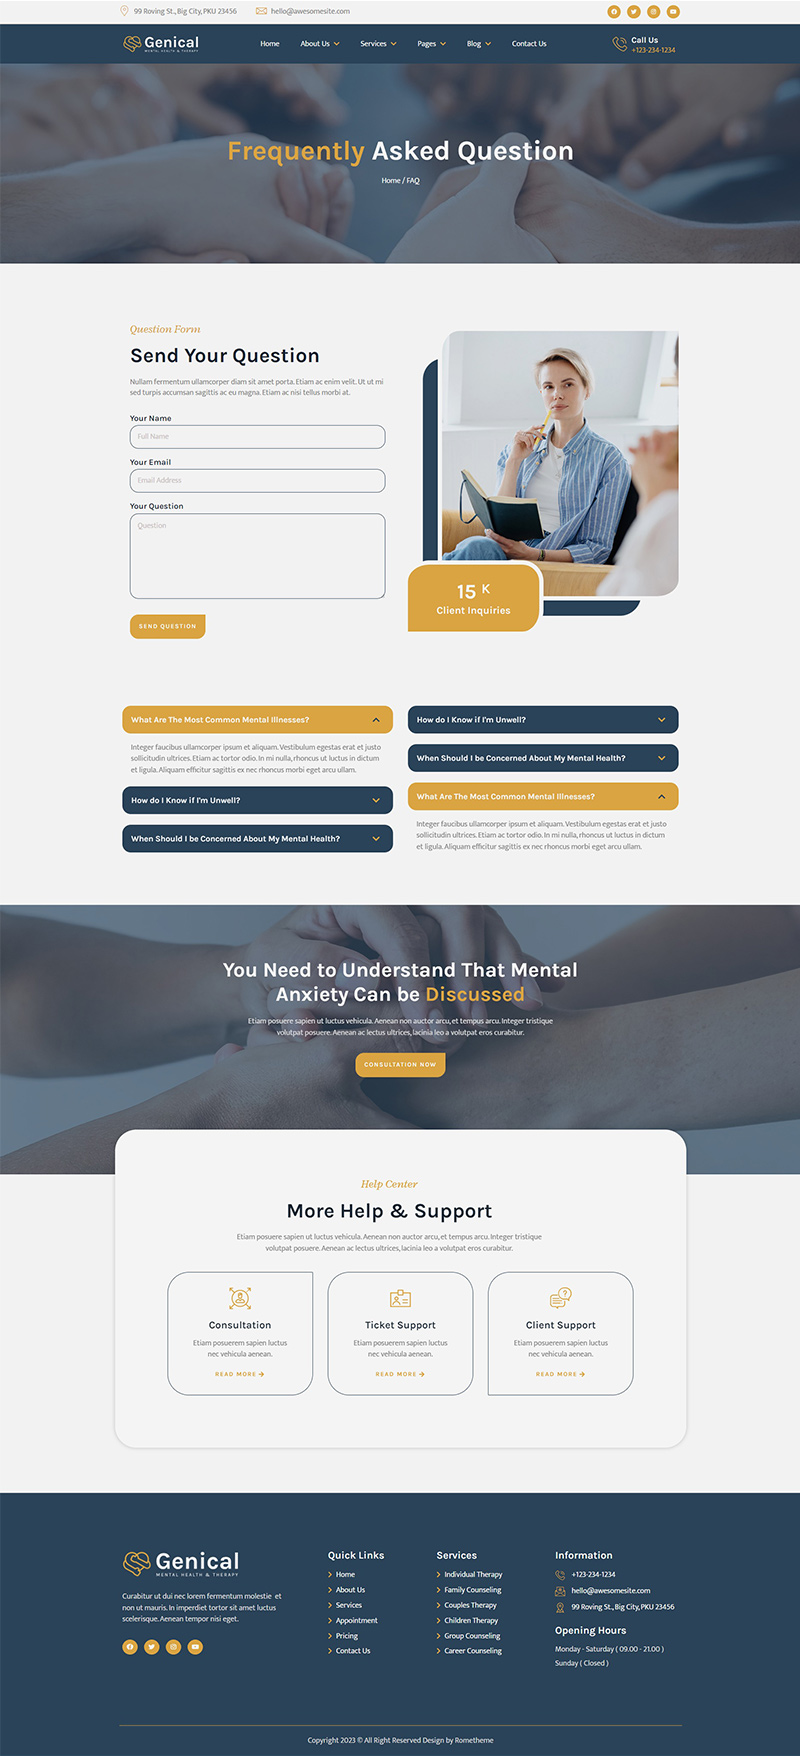 99 Roving St., Big City, PKU 23456
hello@awesomesite.com
Genical
MENTAL HEALTH & THERAPY
Home
About Us
Services
Pages
Blog
Contact Us
Call Us
+123-234-1234
Frequently Asked Question
Home / FAQ
Question Form
Send Your Question
Nullam fermentum ullamcorper diam sit amet porta. Etiam ac enim velit. Ut ut mi
sed turpis accumsan sagittis ac eu magna. Etiam ac nisi tellus morbi at.
Your Name
Full Name
Your Email
Email Address
Your Question
Question
SEND QUESTION
15 K
Client Inquiries
What Are The Most Common Mental Illnesses?
Integer faucibus ullamcorper ipsum et aliquam. Vestibulum egestas erat et justo
sollicitudin ultrices. Etiam ac tortor odio. In mi nulla, rhoncus ut luctus in dictum
et ligula. Aliquam efficitur sagittis ex nec rhoncus morbi eget arcu ullam.
How do I Know if I'm Unwell?
When Should I be Concerned About My Mental Health?
How do I Know if I'm Unwell?
When Should I be Concerned About My Mental Health?
What Are The Most Common Mental Illnesses?
Integer faucibus ullamcorper ipsum et aliquam. Vestibulum egestas erat et justo
sollicitudin ultrices. Etiam ac tortor odio. In mi nulla, rhoncus ut luctus in dictum
et ligula. Aliquam efficitur sagittis ex nec rhoncus morbi eget arcu ullam.
You Need to Understand That Mental
Anxiety Can be Discussed
Etiam posuere sapien ut luctus vehicula. Aenean non auctor arcu, et tempus arcu. Integer tristique
volutpat posuere. Aenean ac lectus ultrices, lacinia leo a volutpat eros curabitur.
CONSULTATION NOW
Help Center
More Help & Support
Etiam posuere sapien ut luctus vehicula. Aenean non auctor arcu, et tempus arcu. Integer tristique
volutpat posuere. Aenean ac lectus ultrices, lacinia leo a volutpat eros curabitur.
Consultation
Etiam posuerem sapien luctus
nec vehicula aenean.
READ MORE
Ticket Support
Etiam posuerem sapien luctus
nec vehicula aenean.
READ MORE
Client Support
Etiam posuerem sapien luctus
nec vehicula aenean.
READ MORE
Genical
MENTAL HEALTH & THERAPY
Curabitur ut dui nec lorem fermentum molestie et
non ut mauris. In imperdiet tortor sit amet luctus
scelerisque. Aenean tempor nisi eget.
Quick Links
Home
About Us
Services
Appointment
Pricing
Contact Us
Services
Individual Therapy
Family Counseling
Couples Therapy
Children Therapy
Group Counseling
Career Counseling
Information
+123-234-1234
hello@awesomesite.com
99 Roving St., Big City, PKU 23456
Opening Hours
Monday - Saturday ( 09.00 - 21.00 )
Sunday ( Closed )
Copyright 2023 © All Right Reserved Design by Rometheme